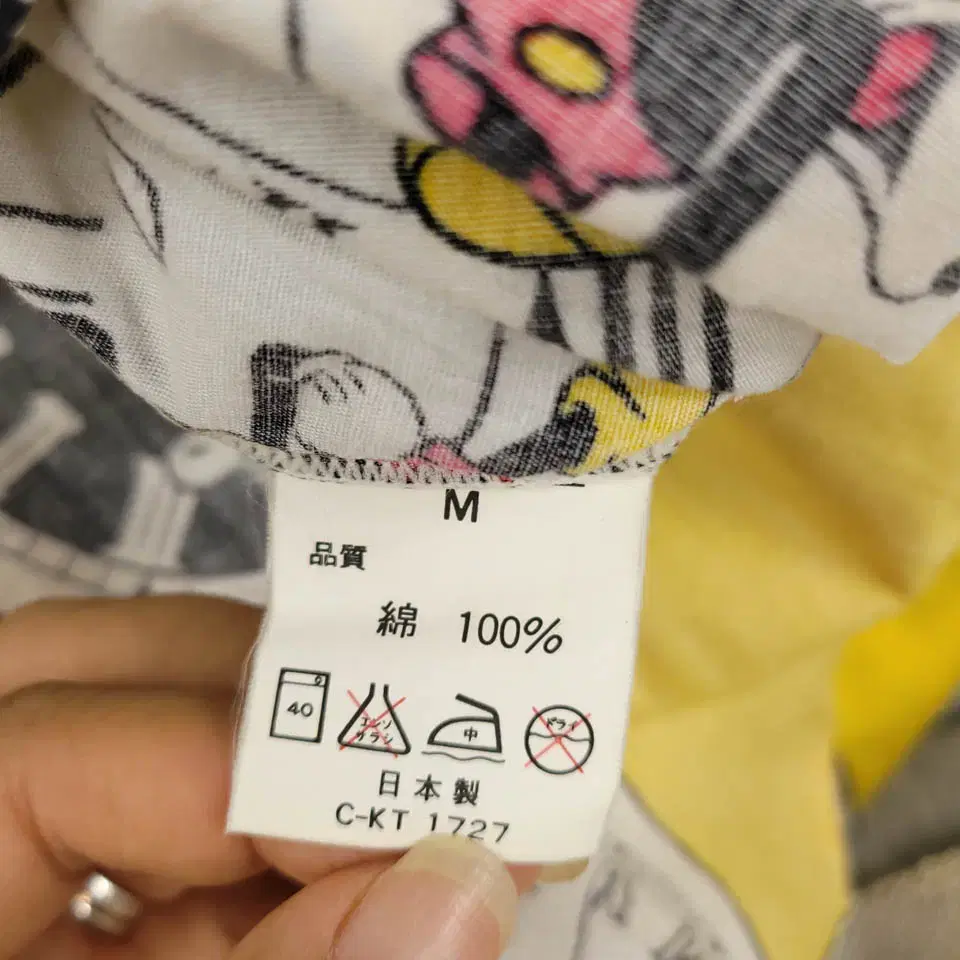 M
品質
綿 100%
40 エンソサラシ 中 ドライ
日本製
C-KT 1727